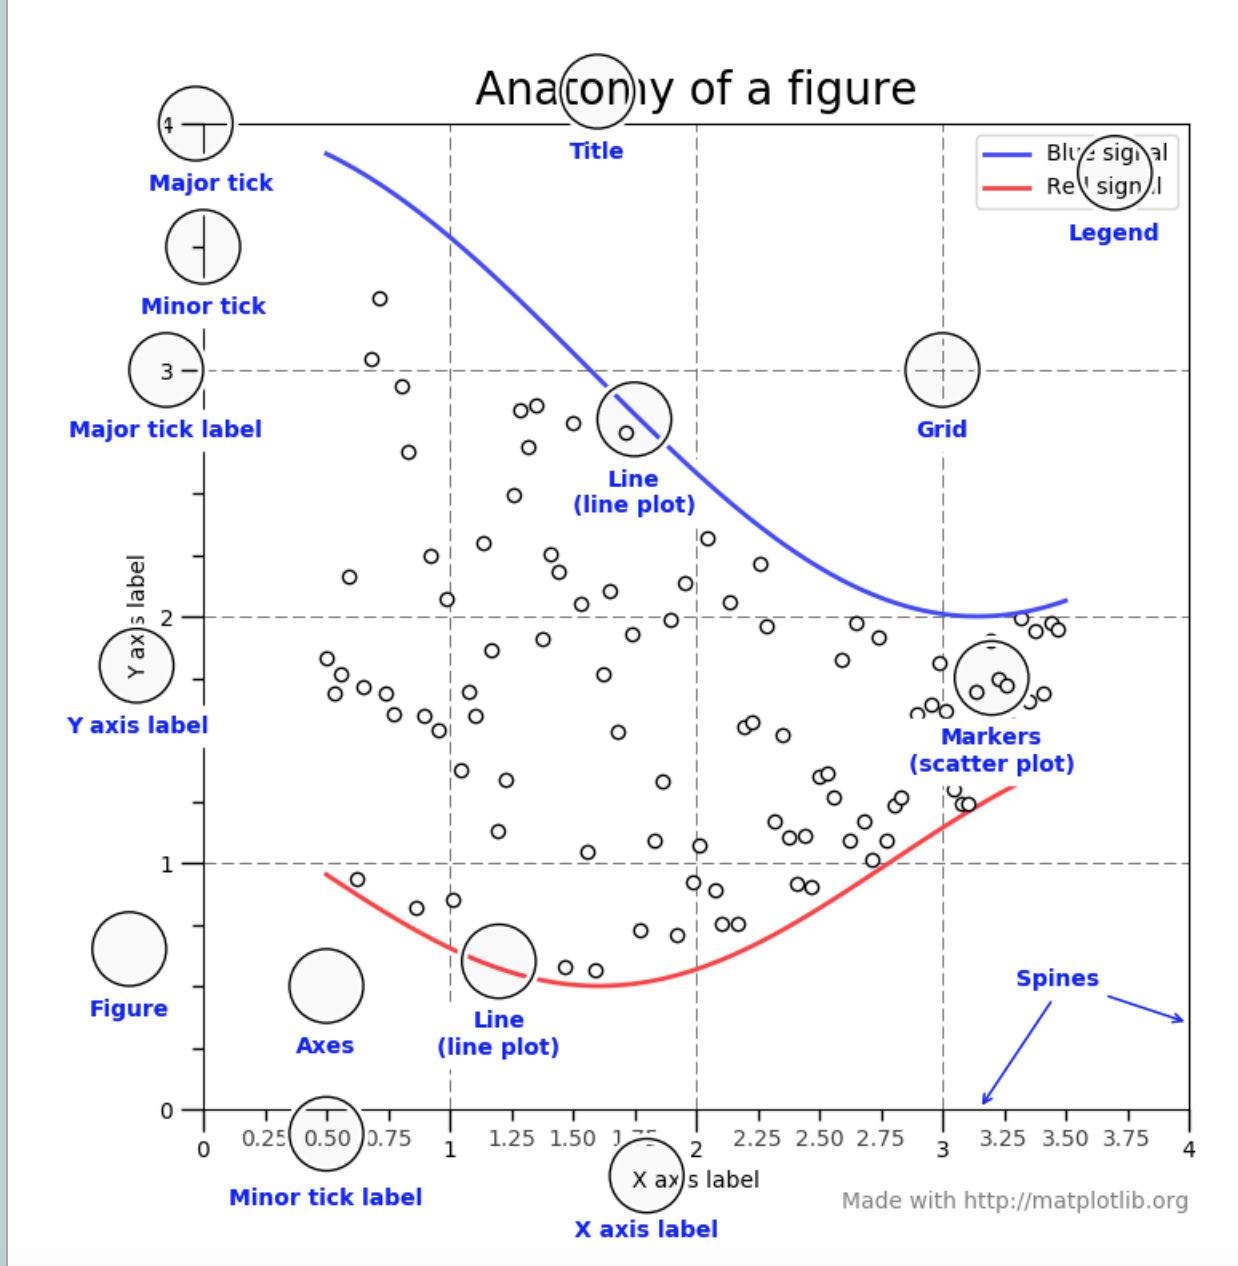 Anatomy of a figure
Title
4
Major tick
Blue signal
Red signal
Legend
Minor tick
3
Major tick label
Grid
Line
(line plot)
2
Y axis label
Y axis label
Markers
(scatter plot)
1
Figure
Axes
Line
(line plot)
Spines
0
0 0.25 0.50 0.75 1 1.25 1.50 1.75 2 2.25 2.50 2.75 3 3.25 3.50 3.75 4
Minor tick label
X axis label
X axis label
Made with http://matplotlib.org